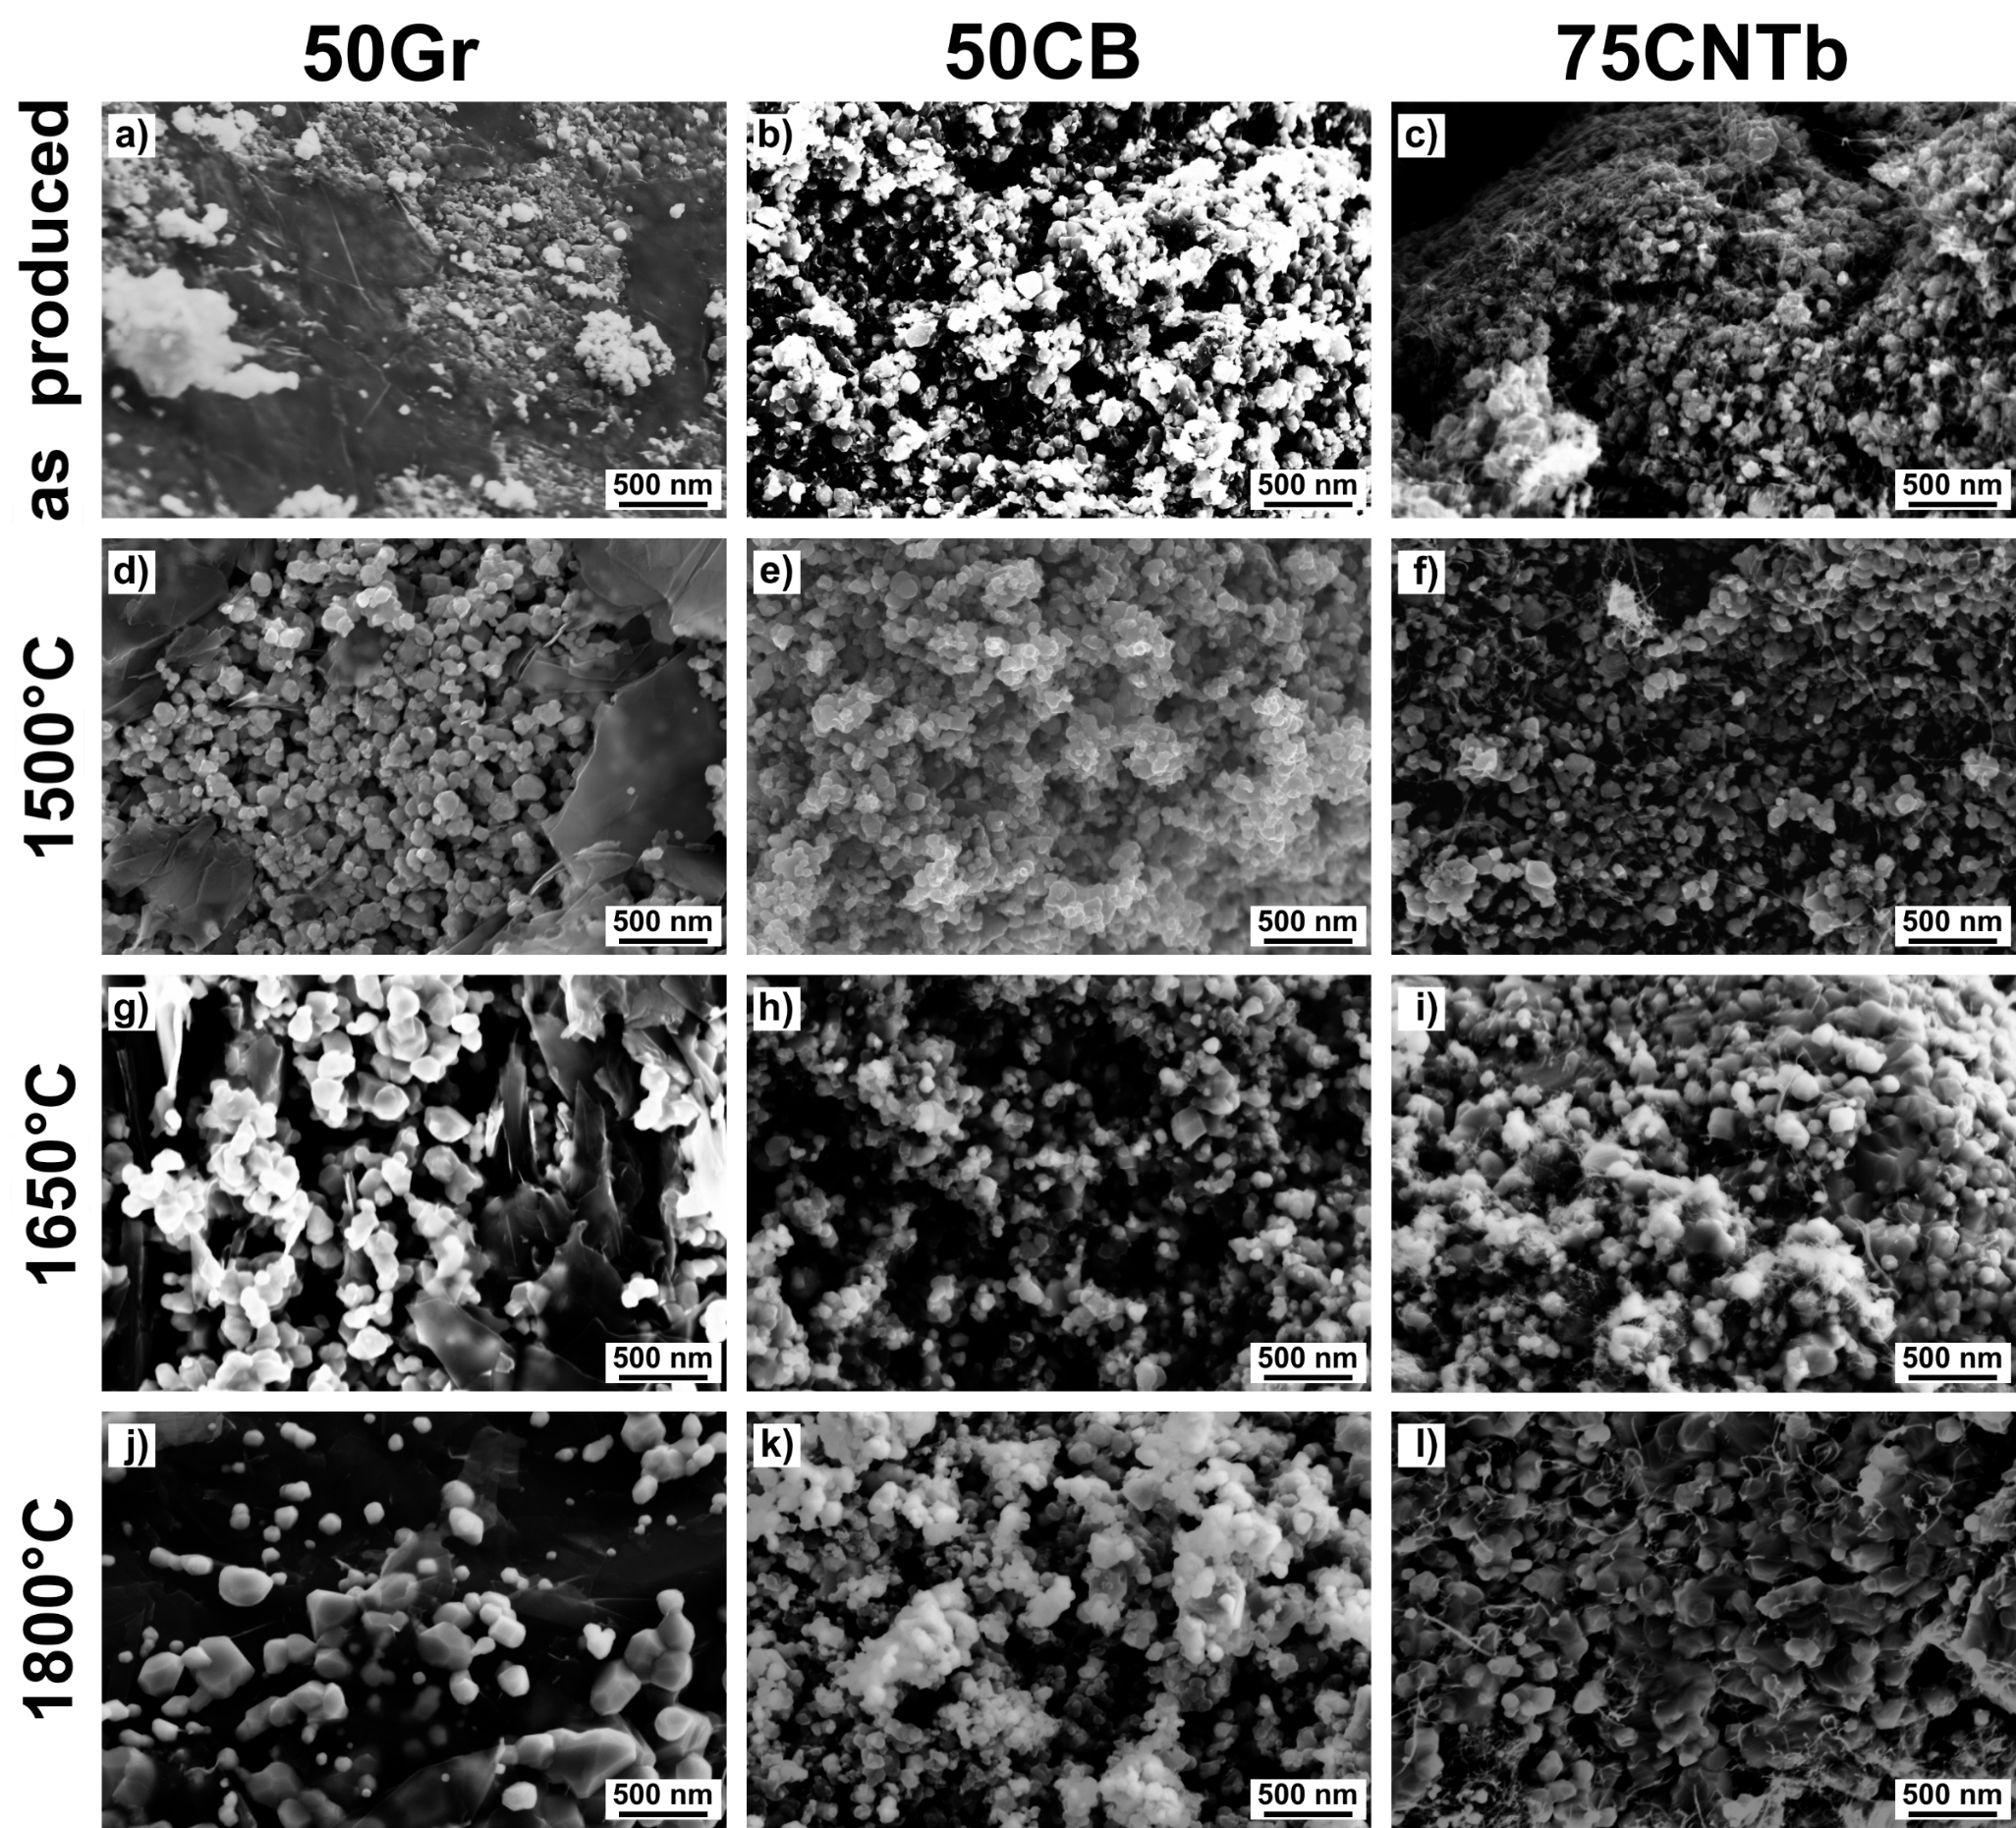 50Gr 50CB 75CNTb
as produced
a) b) c)
500 nm 500 nm 500 nm
1500°C
d) e) f)
500 nm 500 nm 500 nm
1650°C
g) h) i)
500 nm 500 nm 500 nm
1800°C
j) k) l)
500 nm 500 nm 500 nm